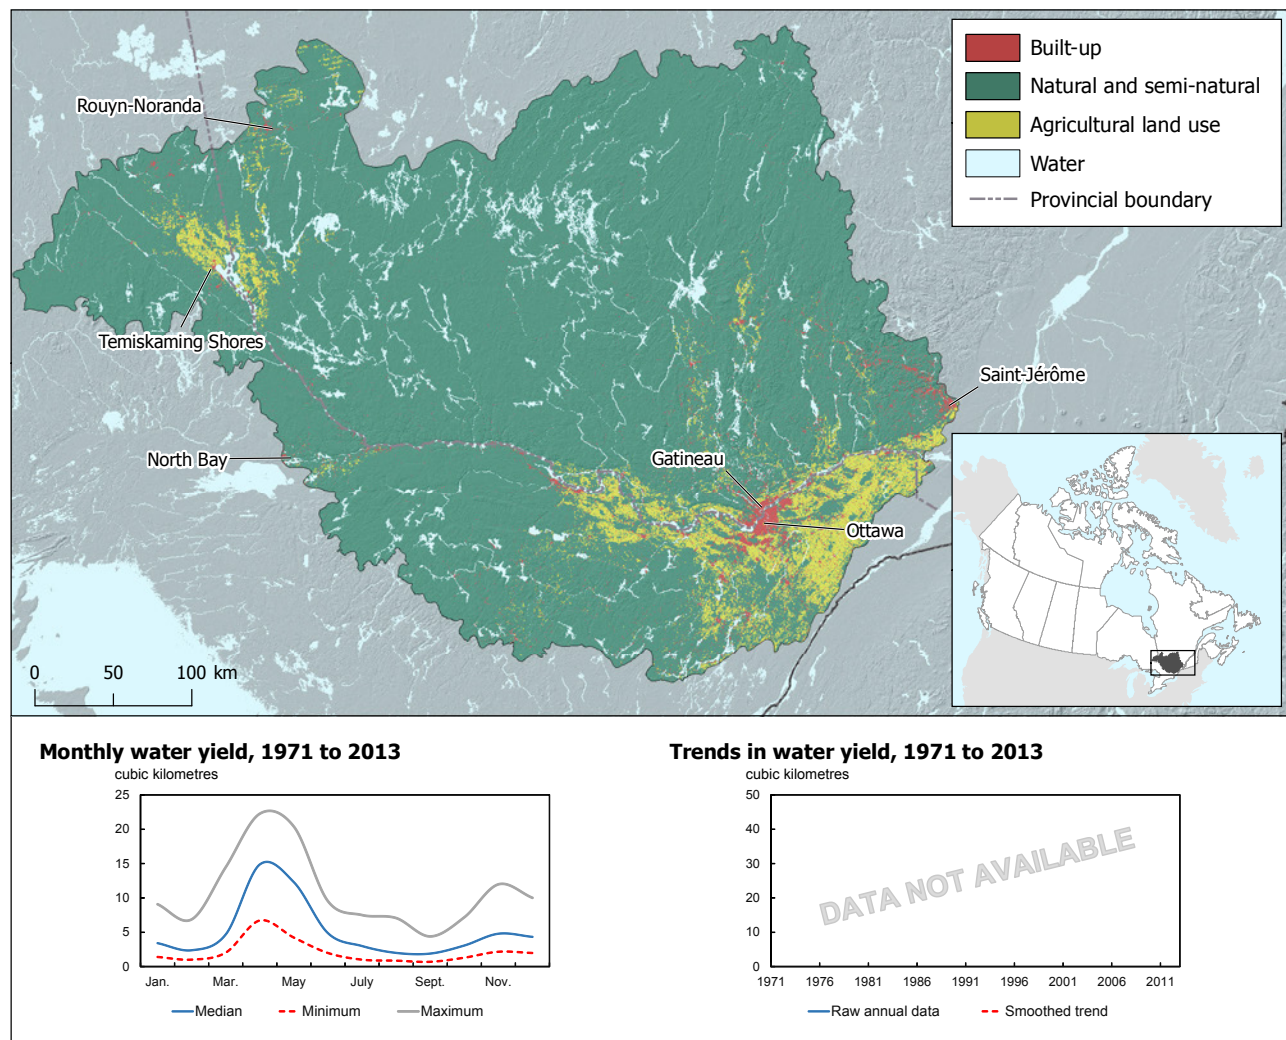 Built-up
Natural and semi-natural
Agricultural land use
Water
Provincial boundary
Rouyn-Noranda
Temiskaming Shores
Saint-Jérôme
North Bay
Gatineau
Ottawa
0 50 100 km
Monthly water yield, 1971 to 2013
cubic kilometres
25
20
15
10
5
0
Jan. Mar. May July Sept. Nov.
Median Minimum Maximum
Trends in water yield, 1971 to 2013
cubic kilometres
50
40
30
20
10
0
DATA NOT AVAILABLE
1971 1976 1981 1986 1991 1996 2001 2006 2011
Raw annual data Smoothed trend